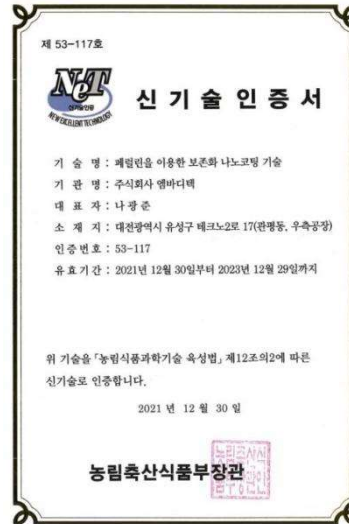 제 53-117호
NeT
신기술인증
NEW EXCELLENT TECHNOLOGY
신 기 술 인 증 서
기 술 명 : 페럴린을 이용한 보존화 나노코팅 기술
기 관 명 : 주식회사 엠바디텍
대 표 자 : 나 광 준
소 재 지 : 대전광역시 유성구 테크노2로 17(관평동, 우측공장)
인증번호 : 53-117
유효기간 : 2021년 12월 30일부터 2023년 12월 29일까지
위 기술을 「농림식품과학기술 육성법」 제12조의2에 따른
신기술로 인증합니다.
2021 년 12 월 30 일
농림축산식품부장관